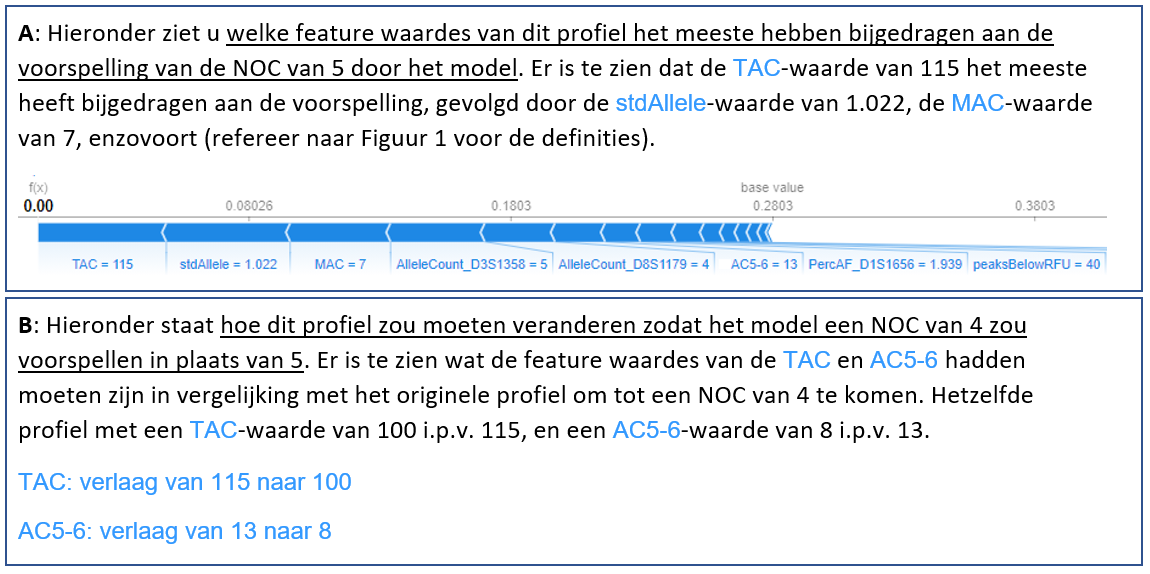 A: Hieronder ziet u welke feature waardes van dit profiel het meeste hebben bijgedragen aan de
voorspelling van de NOC van 5 door het model. Er is te zien dat de TAC-waarde van 115 het meeste
heeft bijgedragen aan de voorspelling, gevolgd door de stdAllele-waarde van 1.022, de MAC-waarde
van 7, enzovoort (refereer naar Figuur 1 voor de definities).
f(x) base value
0.00 0.08026 0.1803 0.2803 0.3803
TAC = 115 stdAllele = 1.022 MAC = 7 AlleleCount_D3S1358 = 5 AlleleCount_D8S1179 = 4 AC5-6 = 13 PercAF_D1S1656 = 1.939 peaksBelowRFU = 40
B: Hieronder staat hoe dit profiel zou moeten veranderen zodat het model een NOC van 4 zou
voorspellen in plaats van 5. Er is te zien wat de feature waardes van de TAC en AC5-6 hadden
moeten zijn in vergelijking met het originele profiel om tot een NOC van 4 te komen. Hetzelfde
profiel met een TAC-waarde van 100 i.p.v. 115, en een AC5-6-waarde van 8 i.p.v. 13.
TAC: verlaag van 115 naar 100
AC5-6: verlaag van 13 naar 8